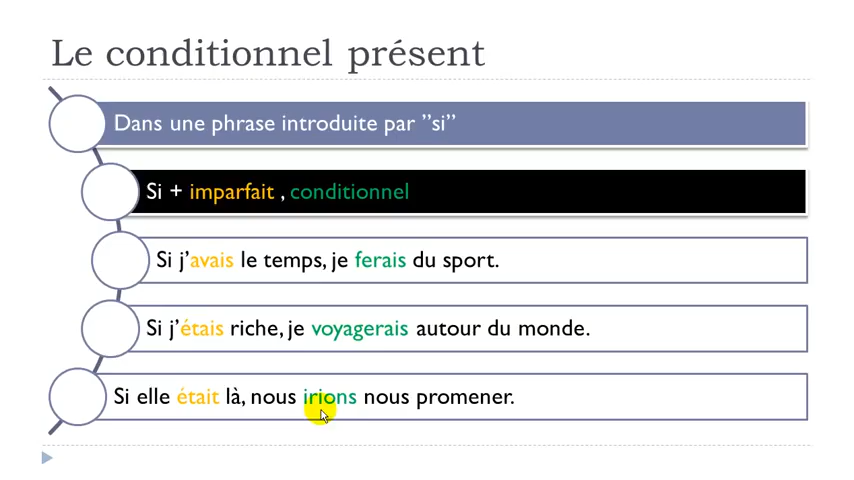 Le conditionnel présent
Dans une phrase introduite par ”si”
Si + imparfait , conditionnel
Si j’avais le temps, je ferais du sport.
Si j’étais riche, je voyagerais autour du monde.
Si elle était là, nous irions nous promener.